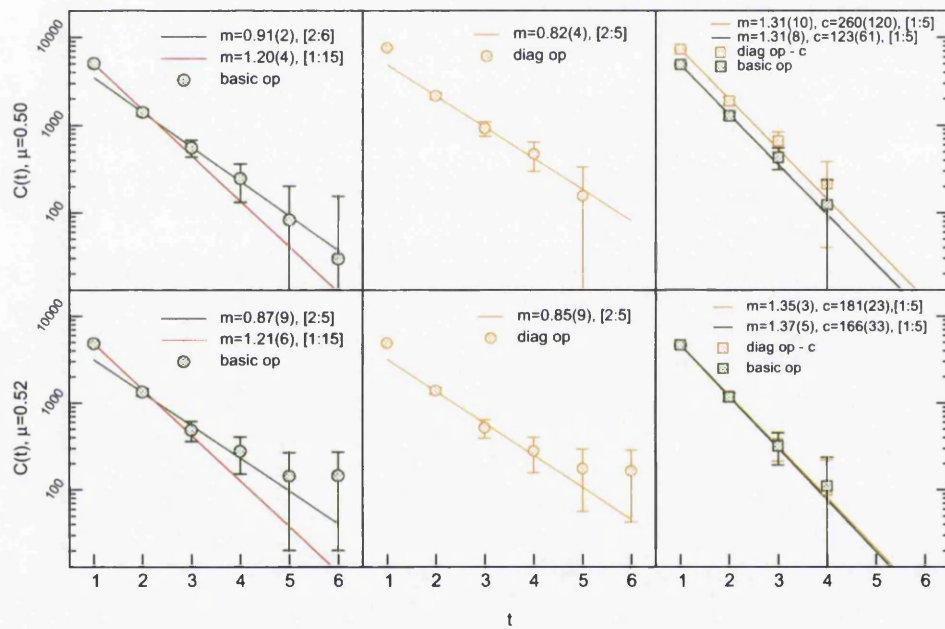 C(t), μ=0.50
10000
1000
100
m=0.91(2), [2:6]
m=1.20(4), [1:15]
basic op
m=0.82(4), [2:5]
diag op
m=1.31(10), c=260(120), [1:5]
m=1.31(8), c=123(61), [1:5]
diag op - c
basic op
C(t), μ=0.52
10000
1000
100
m=0.87(9), [2:5]
m=1.21(6), [1:15]
basic op
m=0.85(9), [2:5]
diag op
m=1.35(3), c=181(23),[1:5]
m=1.37(5), c=166(33), [1:5]
diag op - c
basic op
1 2 3 4 5 6
1 2 3 4 5 6
1 2 3 4 5 6
t